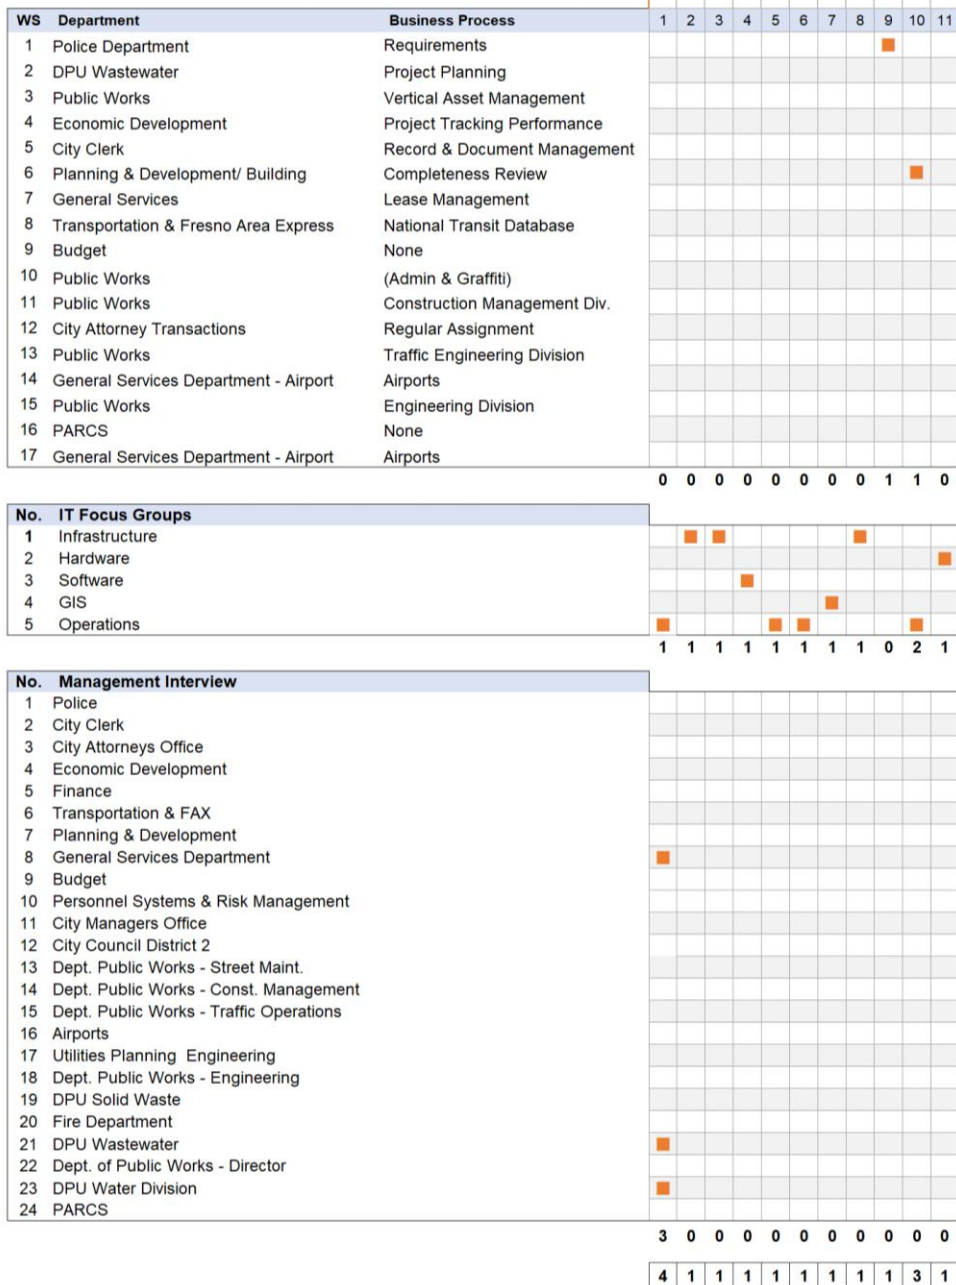 WS Department Business Process 1 2 3 4 5 6 7 8 9 10 11
1 Police Department Requirements
2 DPU Wastewater Project Planning
3 Public Works Vertical Asset Management
4 Economic Development Project Tracking Performance
5 City Clerk Record & Document Management
6 Planning & Development/ Building Completeness Review
7 General Services Lease Management
8 Transportation & Fresno Area Express National Transit Database
9 Budget None
10 Public Works (Admin & Graffiti)
11 Public Works Construction Management Div.
12 City Attorney Transactions Regular Assignment
13 Public Works Traffic Engineering Division
14 General Services Department - Airport Airports
15 Public Works Engineering Division
16 PARCS None
17 General Services Department - Airport Airports
0 0 0 0 0 0 0 0 1 1 0
No. IT Focus Groups
1 Infrastructure
2 Hardware
3 Software
4 GIS
5 Operations
1 1 1 1 1 1 1 1 0 2 1
No. Management Interview
1 Police
2 City Clerk
3 City Attorneys Office
4 Economic Development
5 Finance
6 Transportation & FAX
7 Planning & Development
8 General Services Department
9 Budget
10 Personnel Systems & Risk Management
11 City Managers Office
12 City Council District 2
13 Dept. Public Works - Street Maint.
14 Dept. Public Works - Const. Management
15 Dept. Public Works - Traffic Operations
16 Airports
17 Utilities Planning Engineering
18 Dept. Public Works - Engineering
19 DPU Solid Waste
20 Fire Department
21 DPU Wastewater
22 Dept. of Public Works - Director
23 DPU Water Division
24 PARCS
3 0 0 0 0 0 0 0 0 0 0
4 1 1 1 1 1 1 1 1 3 1